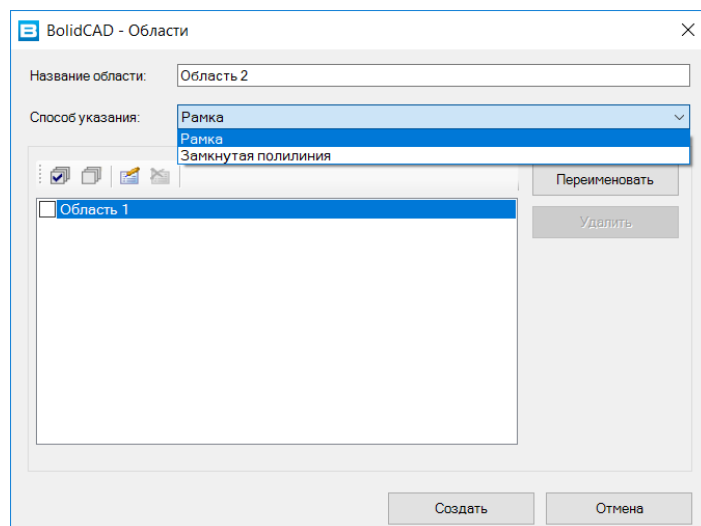 BolidCAD - Области
Название области: Область 2
Способ указания: Рамка
Рамка
Замкнутая полилиния
Переименовать
Область 1
Удалить
Создать Отмена